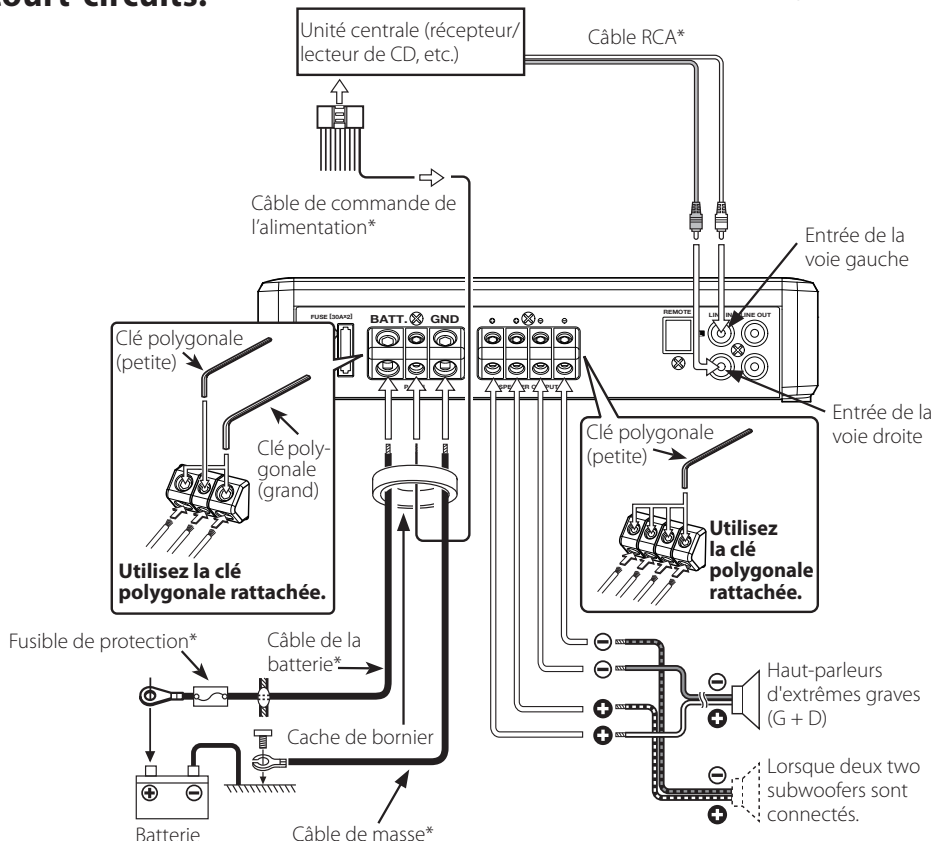 court-circuits.
Unité centrale (récepteur/
lecteur de CD, etc.)
Câble RCA*
Câble de commande de
l'alimentation*
Entrée de la
voie gauche
FUSE [30A×2]
BATT.
GND
REMOTE
LINE OUT
SPEAKER OUTPUT
Entrée de la
voie droite
Clé polygonale
(petite)
Clé poly-
gonale
(grand)
Utilisez la clé
polygonale rattachée.
Clé polygonale
(petite)
Utilisez
la clé
polygonale
rattachée.
Fusible de protection*
Câble de la
batterie*
Cache de bornier
Haut-parleurs
d'extrêmes graves
(G + D)
Lorsque deux two
subwoofers sont
connectés.
Batterie
Câble de masse*